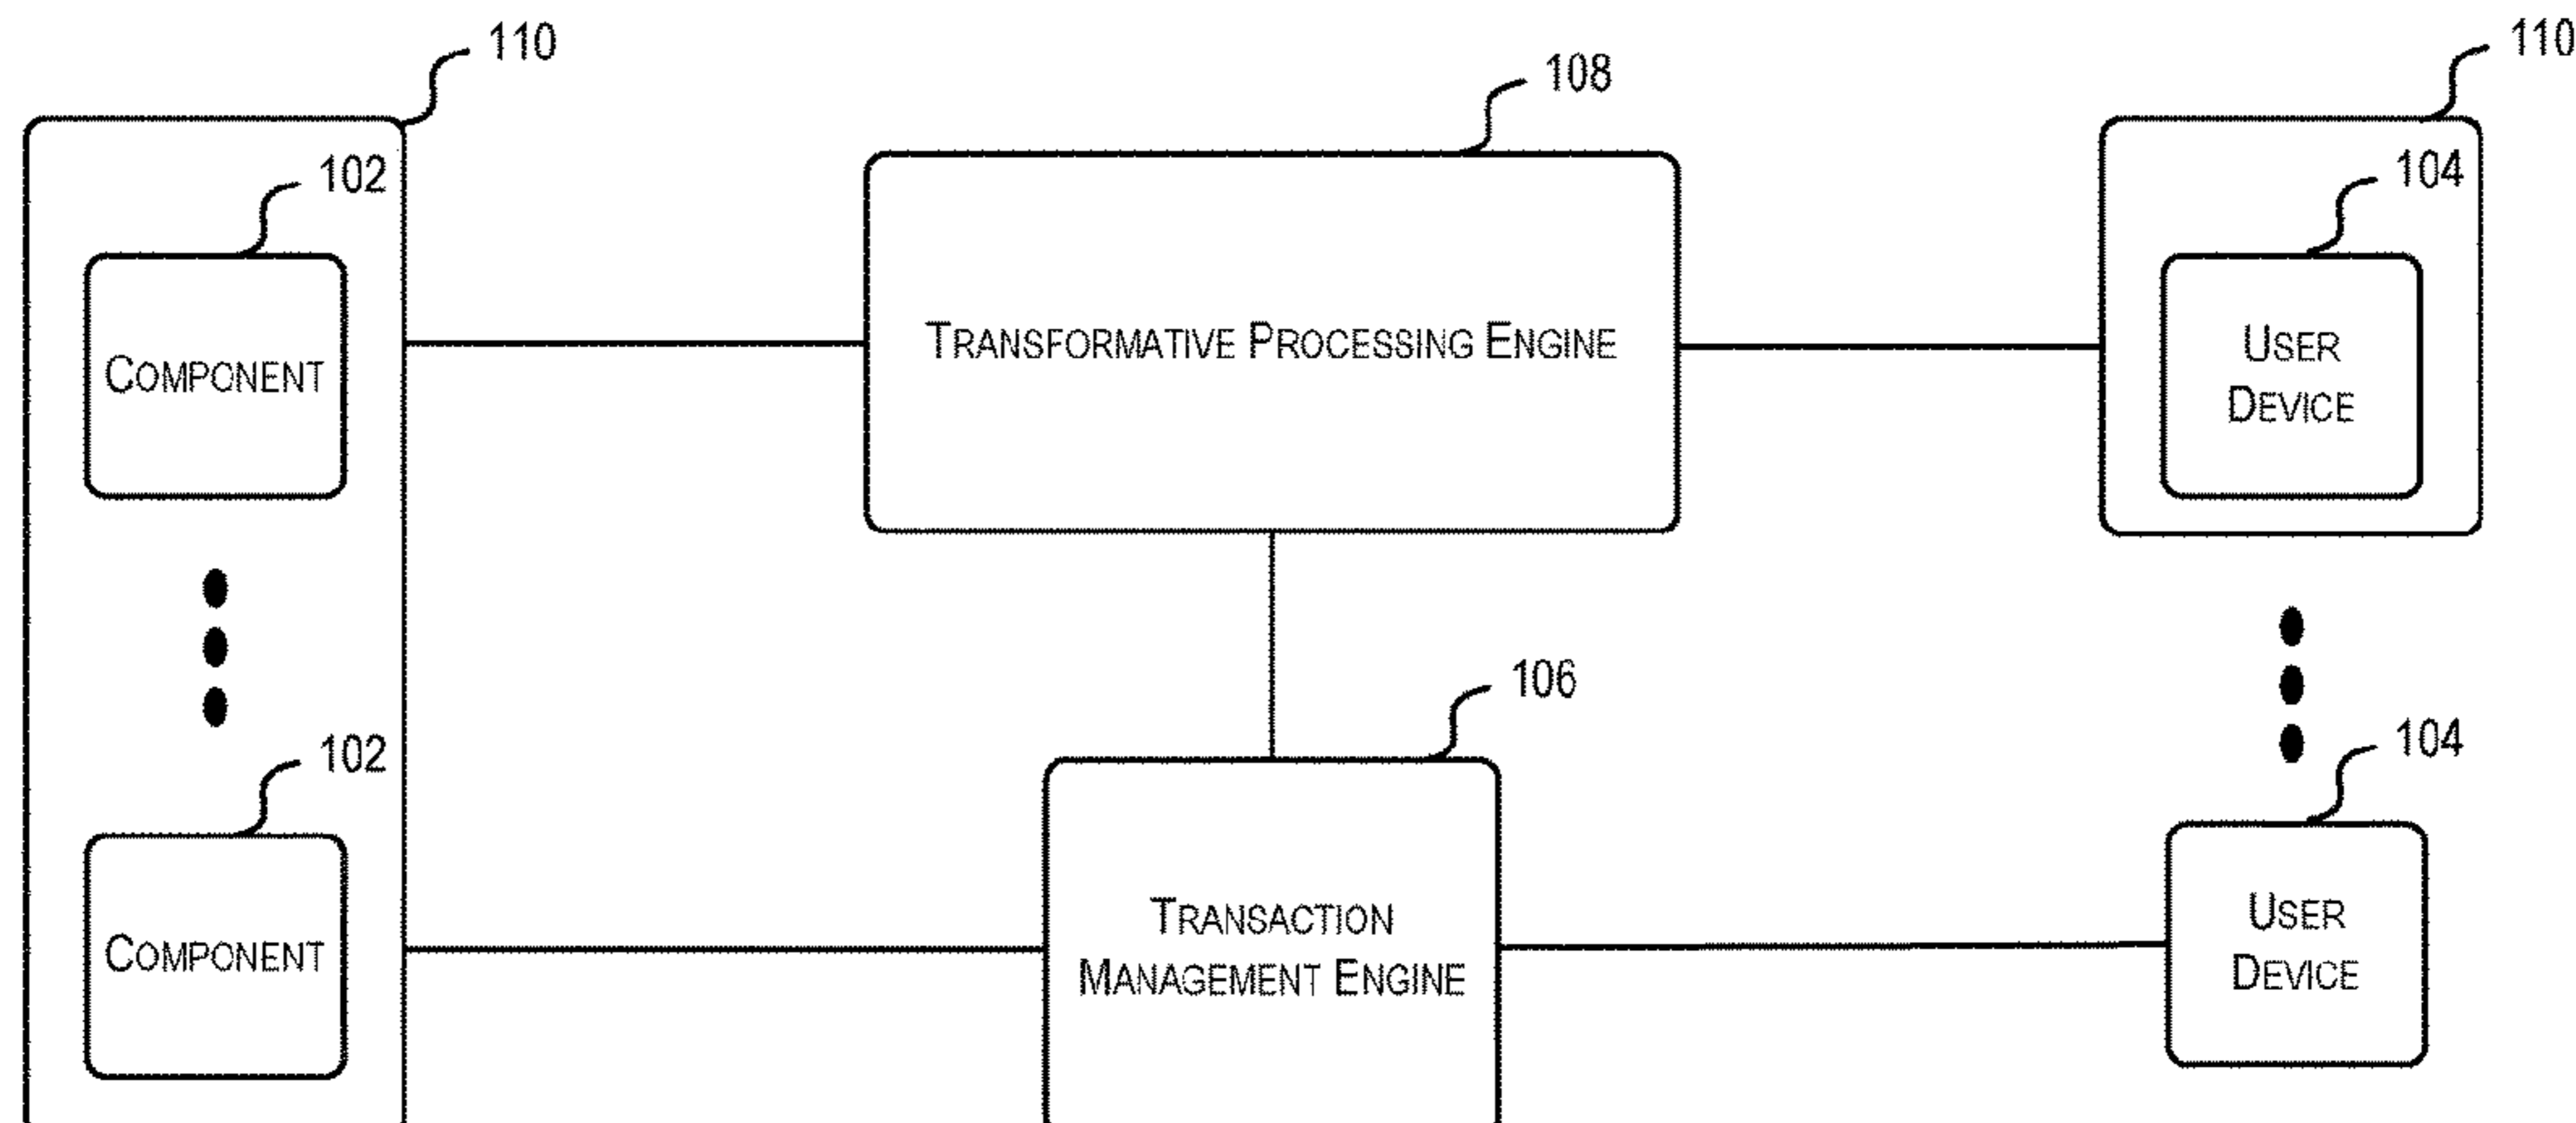 110
108
110
102
104
TRANSFORMATIVE PROCESSING ENGINE
COMPONENT
USER
DEVICE
106
102
104
COMPONENT
TRANSACTION
MANAGEMENT ENGINE
USER
DEVICE